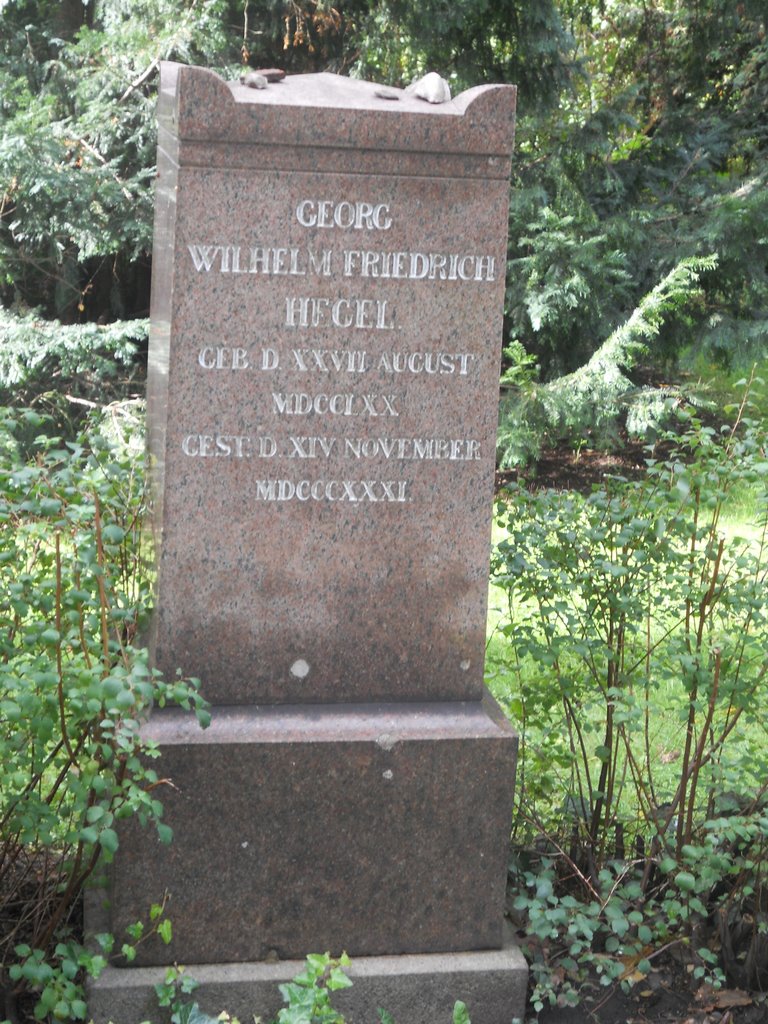 GEORG
WILHELM FRIEDRICH
HEGEL.
GEB. D. XXVII AUGUST
MDCCLXX
GEST. D. XIV NOVEMBER
MDCCCXXXI.